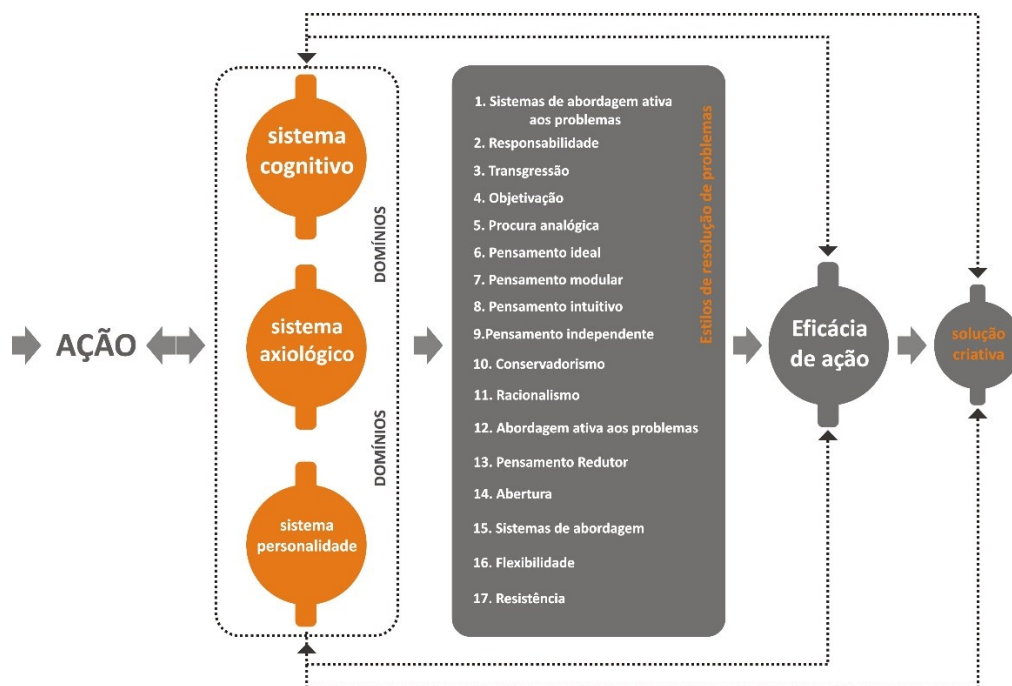 AÇÃO
sistema
cognitivo
DOMÍNIOS
sistema
axiológico
DOMÍNIOS
sistema
personalidade
1. Sistemas de abordagem ativa
aos problemas
2. Responsabilidade
3. Transgressão
4. Objetivação
5. Procura analógica
6. Pensamento ideal
7. Pensamento modular
8. Pensamento intuitivo
9.Pensamento independente
10. Conservadorismo
11. Racionalismo
12. Abordagem ativa aos problemas
13. Pensamento Redutor
14. Abertura
15. Sistemas de abordagem
16. Flexibilidade
17. Resistência
Estilos de resolução de problemas
Eficácia
de ação
solução
criativa